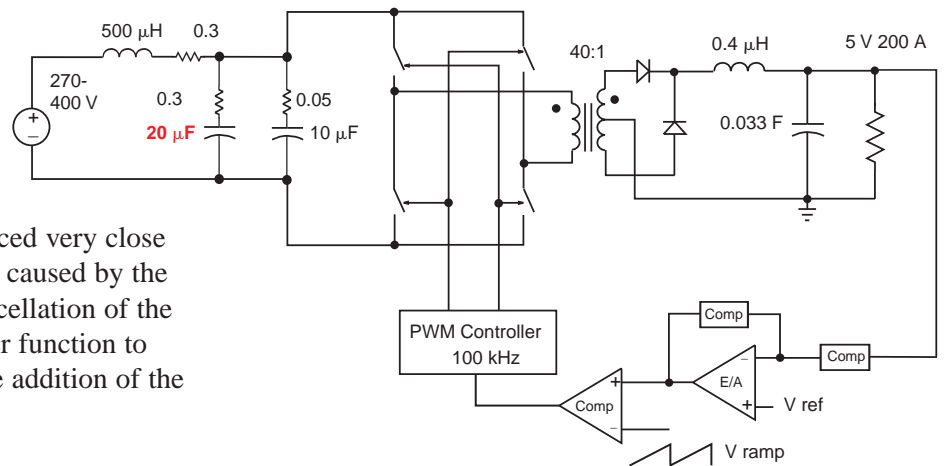 500 μH
0.3
270-
400 V
0.3
20 μF
0.05
10 μF
40:1
0.4 μH
5 V 200 A
0.033 F
ced very close
caused by the
cellation of the
r function to
e addition of the
PWM Controller
100 kHz
Comp
Comp
E/A
Comp
V ref
V ramp